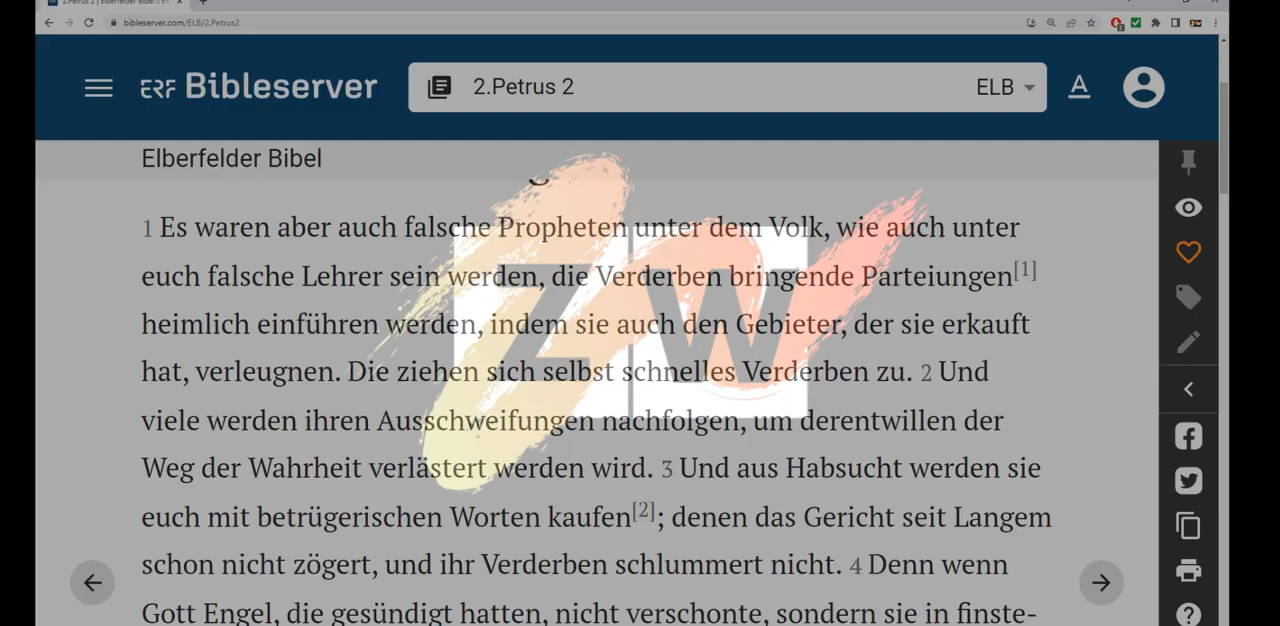 2.Petrus 2 | Elberfelder Bibel
bibleserver.com/ELB/2.Petrus2
ERF Bibleserver
2.Petrus 2
ELB
A
Elberfelder Bibel
1 Es waren aber auch falsche Propheten unter dem Volk, wie auch unter
euch falsche Lehrer sein werden, die Verderben bringende Parteiungen[1]
heimlich einführen werden, indem sie auch den Gebieter, der sie erkauft
hat, verleugnen. Die ziehen sich selbst schnelles Verderben zu. 2 Und
viele werden ihren Ausschweifungen nachfolgen, um derentwillen der
Weg der Wahrheit verlästert werden wird. 3 Und aus Habsucht werden sie
euch mit betrügerischen Worten kaufen[2]; denen das Gericht seit Langem
schon nicht zögert, und ihr Verderben schlummert nicht. 4 Denn wenn
Gott Engel, die gesündigt hatten, nicht verschonte, sondern sie in finste-
ZW